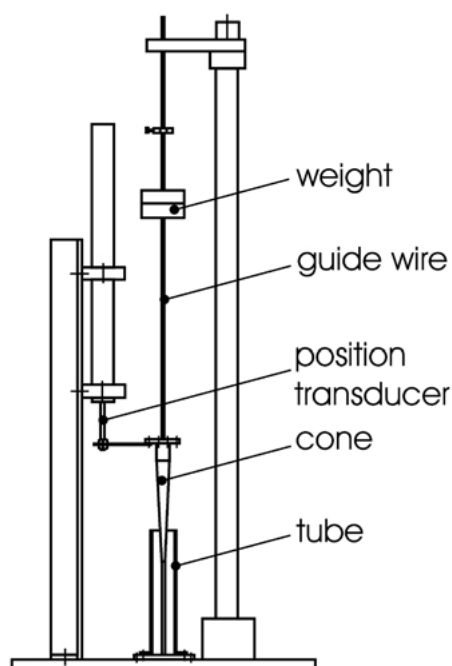 weight
guide wire
position
transducer
cone
tube